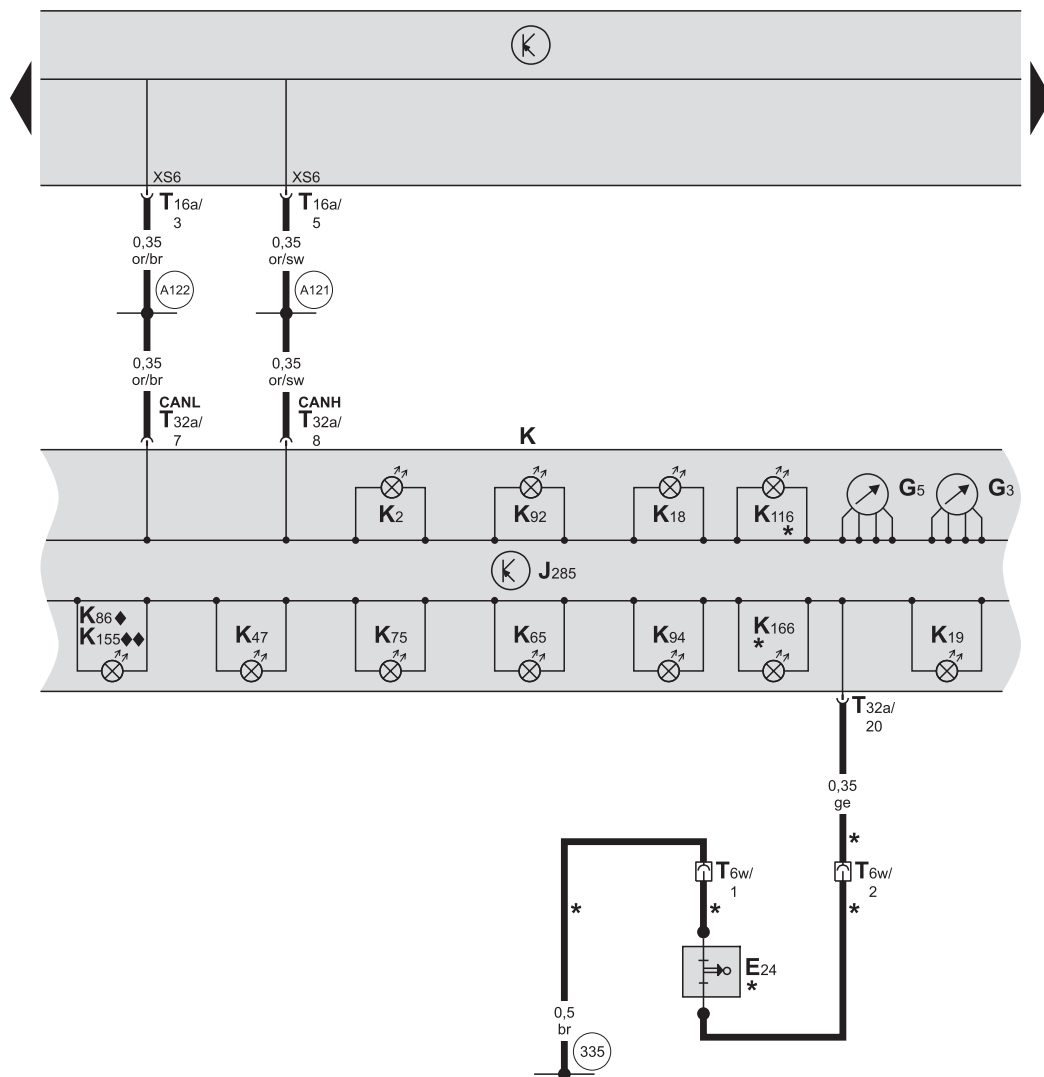 XS6 XS6
T16a/ T16a/
3 5
0,35 0,35
or/br or/sw
A122 A121
0,35 0,35
or/br or/sw
CANL CANH
T32a/ T32a/
7 8
K
G5 G3
K2 K92 K18 K116
*
J285
K86♦
K155♦♦ K47 K75 K65 K94 K166 K19
*
T32a/
20
0,35
ge
*
T6w/ T6w/
1 2
* * *
E24
*
0,5
br
335